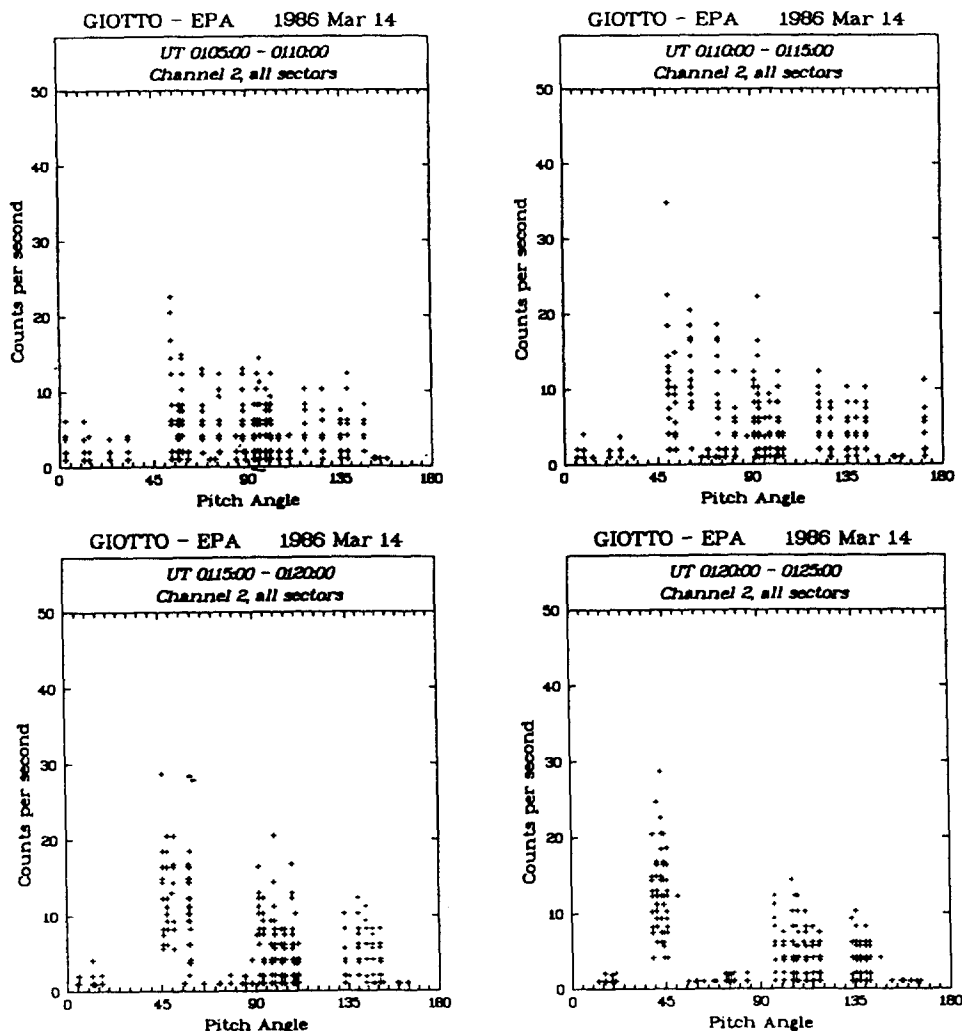 GIOTTO - EPA 1986 Mar 14
UT 0105:00 - 0110:00
Channel 2, all sectors
50
40
30
20
10
0
Counts per second
0 45 90 135 180
Pitch Angle
GIOTTO - EPA 1986 Mar 14
UT 0110:00 - 0115:00
Channel 2, all sectors
50
40
30
20
10
0
Counts per second
0 45 90 135 180
Pitch Angle
GIOTTO - EPA 1986 Mar 14
UT 0115:00 - 0120:00
Channel 2, all sectors
50
40
30
20
10
0
Counts per second
0 45 90 135 180
Pitch Angle
GIOTTO - EPA 1986 Mar 14
UT 0120:00 - 0125:00
Channel 2, all sectors
50
40
30
20
10
0
Counts per second
0 45 90 135 180
Pitch Angle